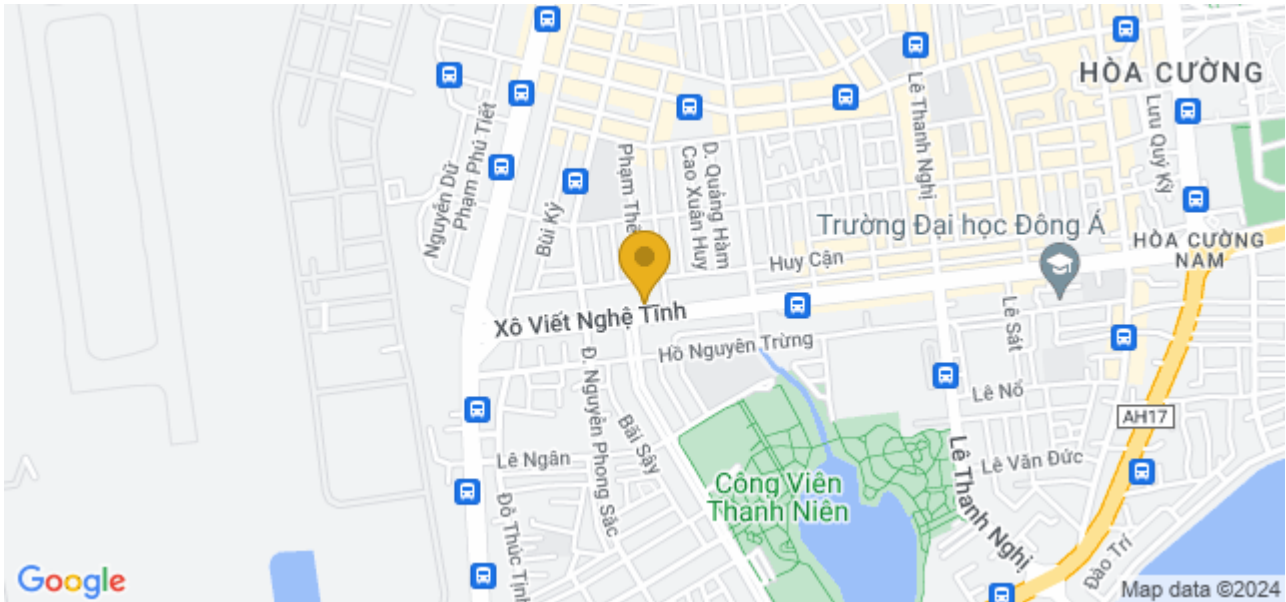 HÒA CƯỜNG
Lê Thanh Nghị
Lưu Quý Kỳ
Nguyễn Dữ
Phạm Phú Tiết
Bùi Kỷ
Phạm Thế
D. Quảng Hàm
Cao Xuân Huy
Trường Đại học Đông Á
HÒA CƯỜNG
NAM
Huy Cận
Xô Viết Nghệ Tĩnh
Hồ Nguyên Trừng
Lê Sát
Lê Nổ
AH17
Đ. Nguyễn Phong Sắc
Bãi Sậy
Lê Ngân
Lê Văn Đức
Công Viên
Thanh Niên
Lê Thanh Nghị
Đỗ Thúc Tịnh
Đào Trí
Google
Map data ©2024